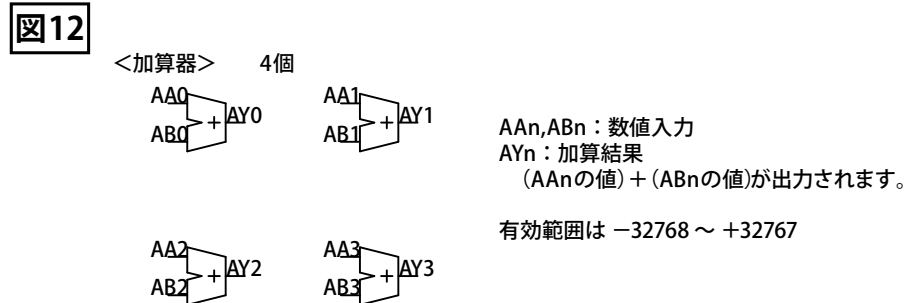 図12
＜加算器＞　4個
AA0
AB0
+
AY0
AA1
AB1
+
AY1
AAn,ABn：数値入力
AYn：加算結果
（AAnの値）＋（ABnの値）が出力されます。
有効範囲は －32768 ～ ＋32767
AA2
AB2
+
AY2
AA3
AB3
+
AY3